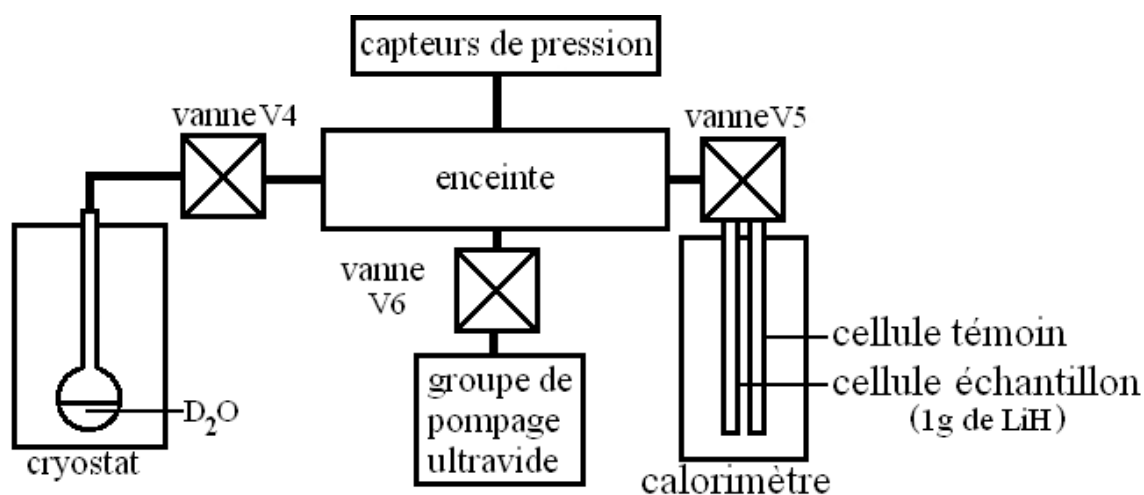 capteurs de pression
vanne V4
vanne V5
enceinte
vanne
V6
cellule témoin
cellule échantillon
(1g de LiH)
groupe de
pompage
ultravide
D₂O
cryostat
calorimètre